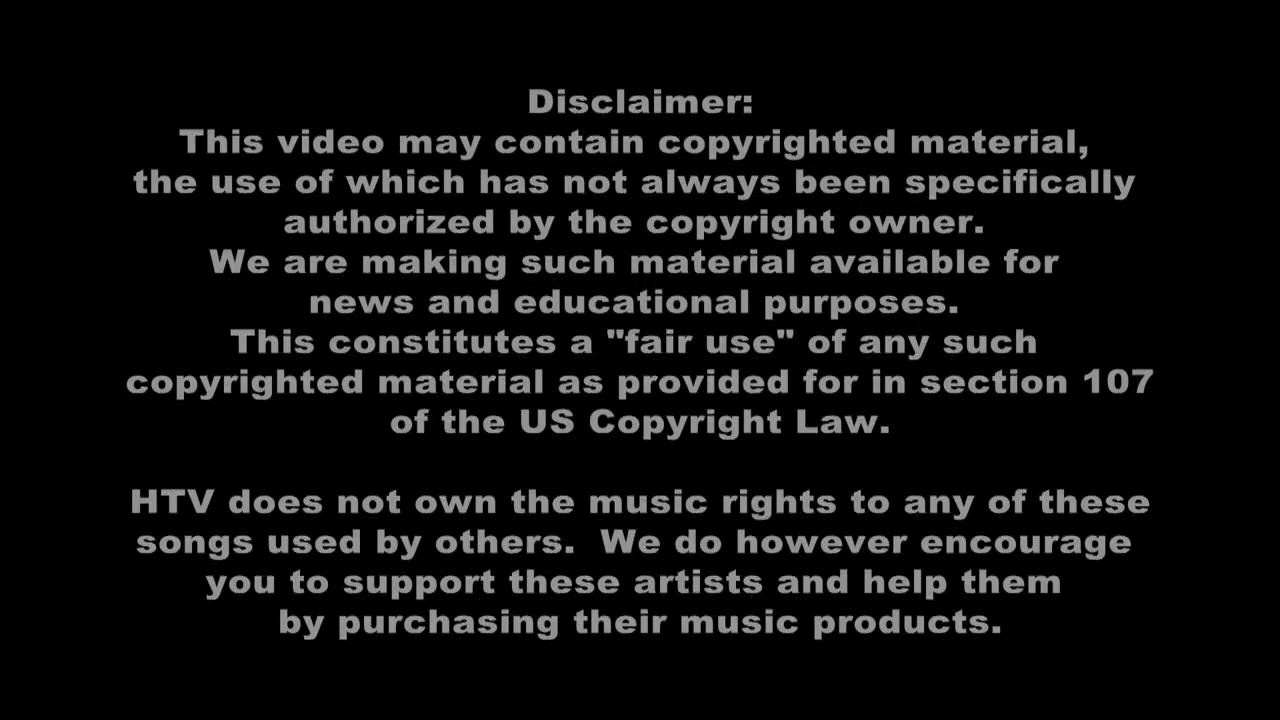 Disclaimer:
This video may contain copyrighted material,
the use of which has not always been specifically
authorized by the copyright owner.
We are making such material available for
news and educational purposes.
This constitutes a "fair use" of any such
copyrighted material as provided for in section 107
of the US Copyright Law.
HTV does not own the music rights to any of these
songs used by others.  We do however encourage
you to support these artists and help them
by purchasing their music products.